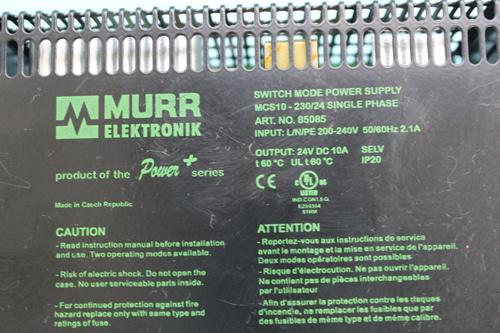 MURR
ELEKTRONIK
product of the Power+ series
Made in Czech Republic
SWITCH MODE POWER SUPPLY
MCS10 - 230/24 SINGLE PHASE
ART. NO. 85085
INPUT: L/N/PE 200-240V 50/60Hz 2.1A
OUTPUT: 24V DC 10A SELV
t 60 °C UL t 60 °C IP20
CE
UL
LISTED
IND.CONT.EQ.
CAUTION
- Read instruction manual before installation
and use. Two operating modes available.
- Risk of electric shock. Do not open the
case. No user serviceable parts inside.
- For continued protection against fire
hazard replace only with same type and
ratings of fuse.
ATTENTION
- Reportez-vous aux instructions de service
avant le montage et la mise en service de l'appareil.
Deux modes opératoires sont possibles
- Risque d'électrocution. Ne pas ouvrir l'appareil.
Ne contient pas de pièces interchangeables
par l'utilisateur
- Afin d'assurer la protection contre les risques
d'incendie, ne remplacer les fusibles que par
des fusibles de même type et de même calibre.